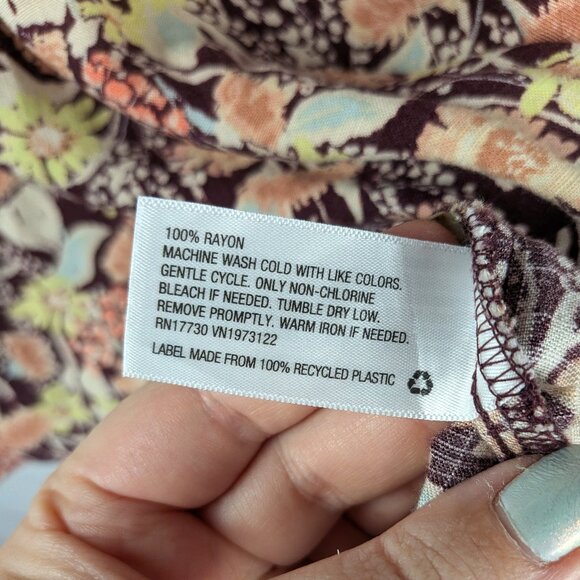 100% RAYON
MACHINE WASH COLD WITH LIKE COLORS.
GENTLE CYCLE. ONLY NON-CHLORINE
BLEACH IF NEEDED. TUMBLE DRY LOW.
REMOVE PROMPTLY. WARM IRON IF NEEDED.
RN17730 VN1973122
LABEL MADE FROM 100% RECYCLED PLASTIC